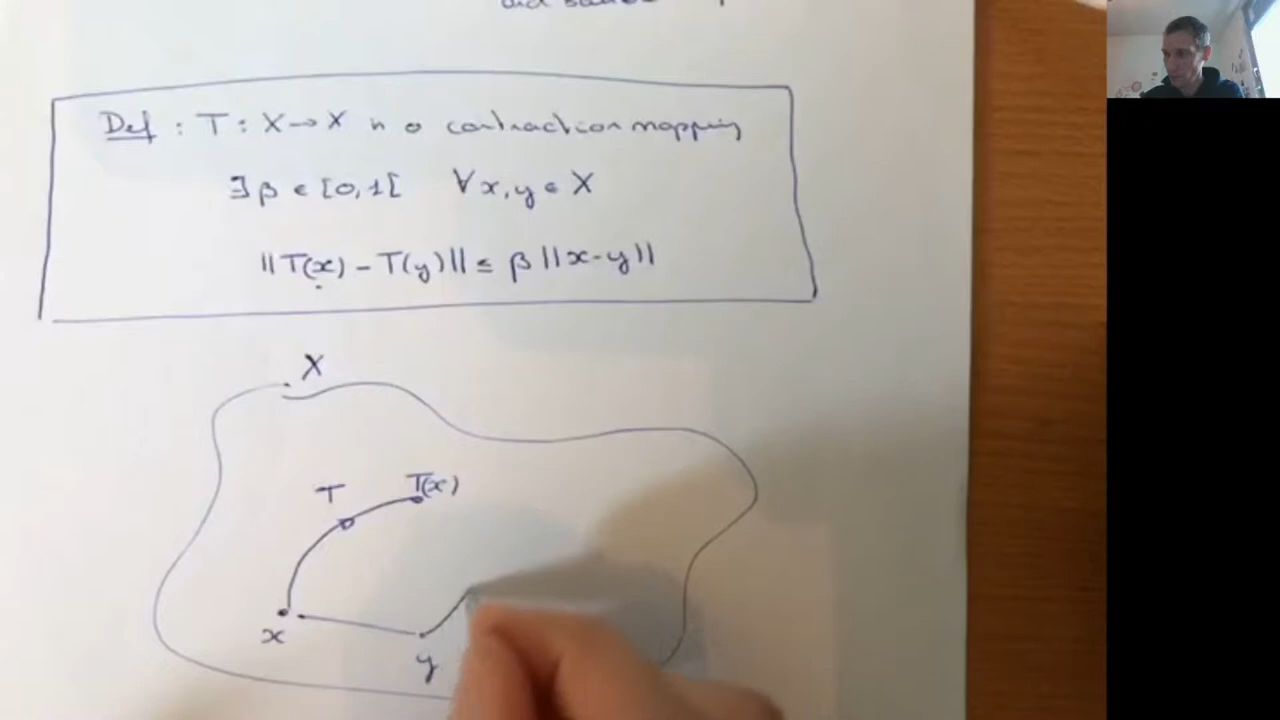 Def : T : X → X is a contraction mapping
∃ β ∈ [0,1[ ∀ x, y ∈ X
|| T(x) - T(y) || ≤ β || x - y ||
X
T T(x)
x
y